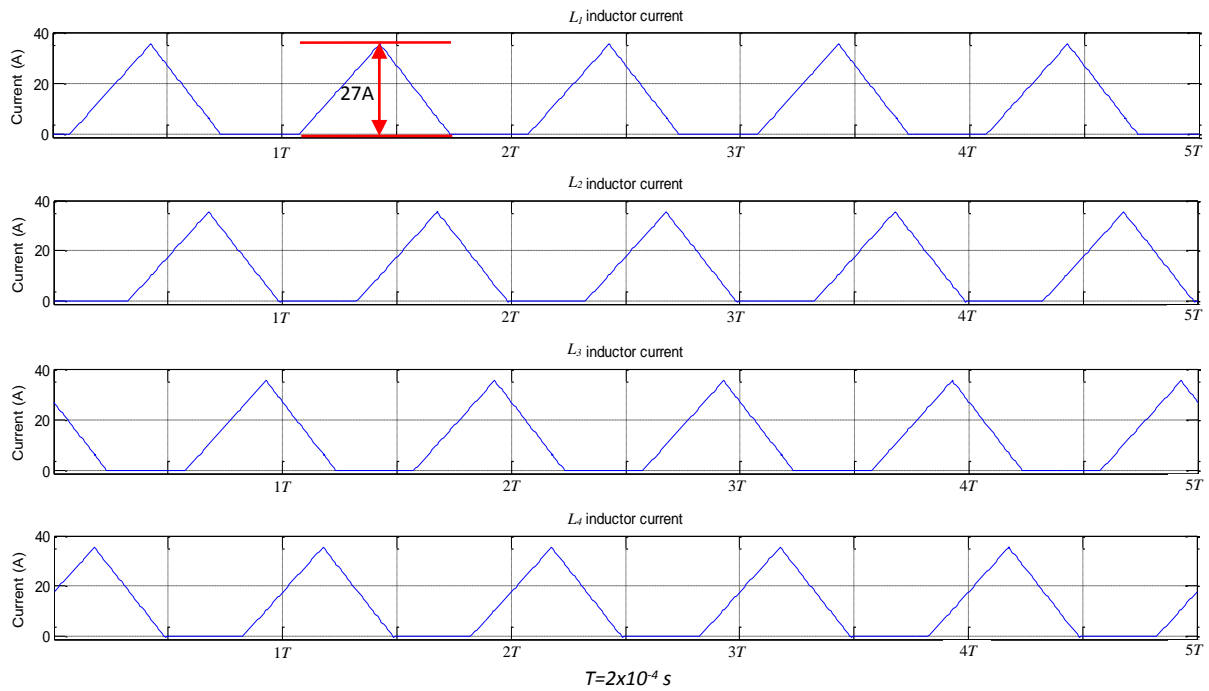 L1 inductor current
40
20
0
Current (A)
27A
1T 2T 3T 4T 5T
L2 inductor current
40
20
0
Current (A)
1T 2T 3T 4T 5T
L3 inductor current
40
20
0
Current (A)
1T 2T 3T 4T 5T
L4 inductor current
40
20
0
Current (A)
1T 2T 3T 4T 5T
T=2x10⁻⁴ s